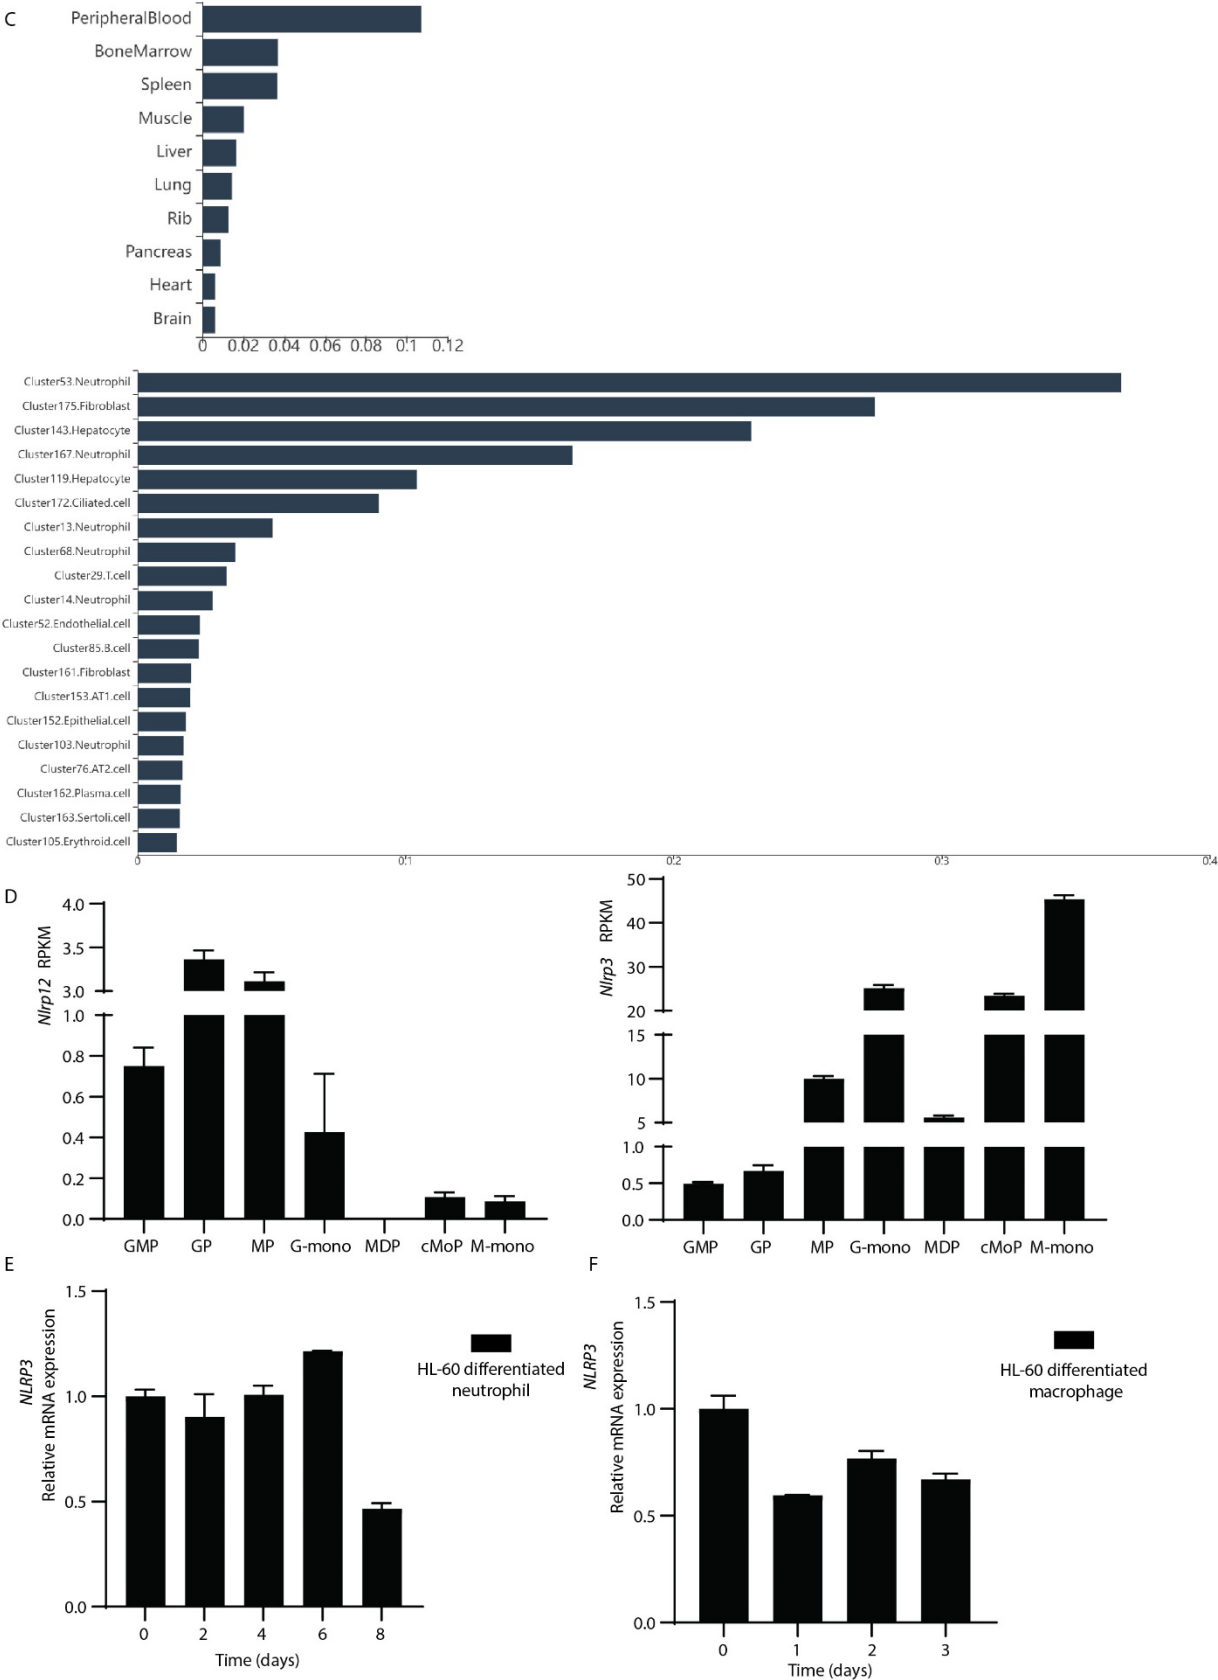 C
PeripheralBlood
BoneMarrow
Spleen
Muscle
Liver
Lung
Rib
Pancreas
Heart
Brain
0 0.02 0.04 0.06 0.08 0.1 0.12
Cluster53.Neutrophil
Cluster175.Fibroblast
Cluster143.Hepatocyte
Cluster167.Neutrophil
Cluster119.Hepatocyte
Cluster172.Ciliated.cell
Cluster13.Neutrophil
Cluster68.Neutrophil
Cluster29.T.cell
Cluster14.Neutrophil
Cluster52.Endothelial.cell
Cluster85.B.cell
Cluster161.Fibroblast
Cluster153.AT1.cell
Cluster152.Epithelial.cell
Cluster103.Neutrophil
Cluster76.AT2.cell
Cluster162.Plasma.cell
Cluster163.Sertoli.cell
Cluster105.Erythroid.cell
0 0.1 0.2 0.3 0.4
D
Nlrp12 RPKM
4.0
3.5
3.0
1.0
0.8
0.6
0.4
0.2
0.0
GMP GP MP G-mono MDP cMoP M-mono
Nlrp3 RPKM
50
40
30
20
15
10
5
1.0
0.5
0.0
GMP GP MP G-mono MDP cMoP M-mono
E
NLRP3
Relative mRNA expression
1.5
1.0
0.5
0.0
0 2 4 6 8
Time (days)
HL-60 differentiated
neutrophil
F
NLRP3
Relative mRNA expression
1.5
1.0
0.5
0.0
0 1 2 3
Time (days)
HL-60 differentiated
macrophage